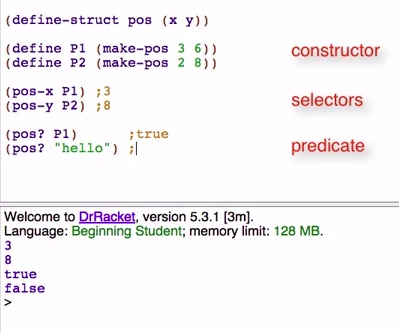 (define-struct pos (x y))
(define P1 (make-pos 3 6)) constructor
(define P2 (make-pos 2 8))
(pos-x P1) ;3 selectors
(pos-y P2) ;8
(pos? P1) ;true predicate
(pos? "hello") ;
Welcome to DrRacket, version 5.3.1 [3m].
Language: Beginning Student; memory limit: 128 MB.
3
8
true
false
>